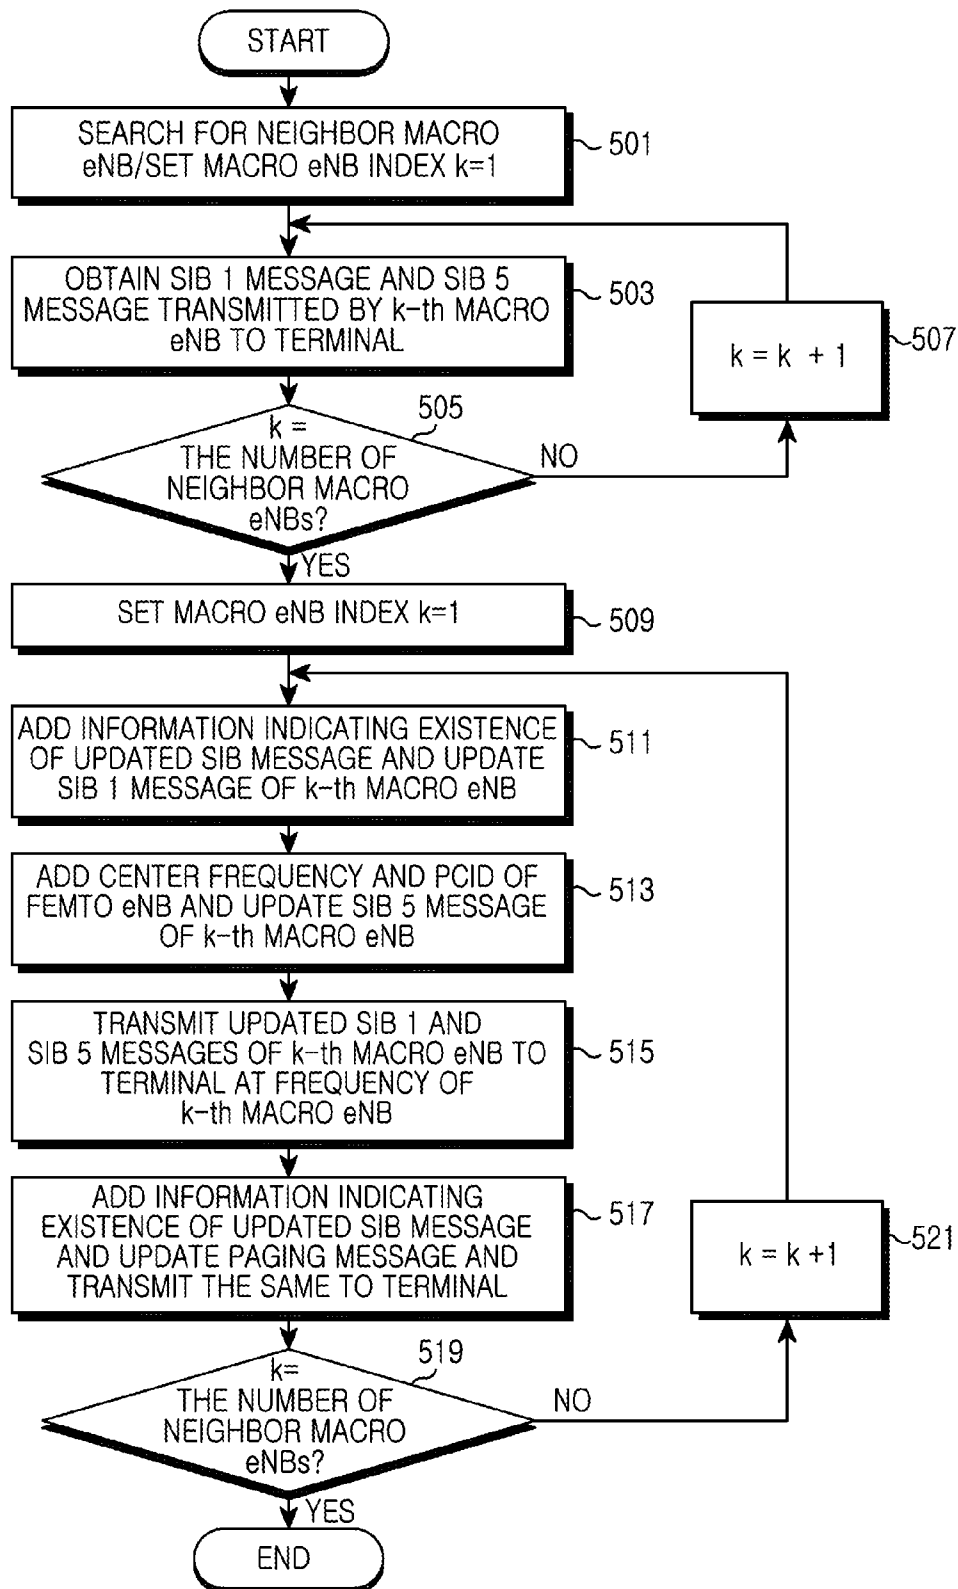 START
SEARCH FOR NEIGHBOR MACRO
eNB/SET MACRO eNB INDEX k=1
501
OBTAIN SIB 1 MESSAGE AND SIB 5
MESSAGE TRANSMITTED BY k-th MACRO
eNB TO TERMINAL
503
k = k + 1
507
505
k =
THE NUMBER OF
NEIGHBOR MACRO
eNBs?
NO
YES
SET MACRO eNB INDEX k=1
509
ADD INFORMATION INDICATING EXISTENCE
OF UPDATED SIB MESSAGE AND UPDATE
SIB 1 MESSAGE OF k-th MACRO eNB
511
ADD CENTER FREQUENCY AND PCID OF
FEMTO eNB AND UPDATE SIB 5 MESSAGE
OF k-th MACRO eNB
513
TRANSMIT UPDATED SIB 1 AND
SIB 5 MESSAGES OF k-th MACRO eNB TO
TERMINAL AT FREQUENCY OF
k-th MACRO eNB
515
ADD INFORMATION INDICATING
EXISTENCE OF UPDATED SIB MESSAGE
AND UPDATE PAGING MESSAGE AND
TRANSMIT THE SAME TO TERMINAL
517
k = k +1
521
519
k=
THE NUMBER OF
NEIGHBOR MACRO
eNBs?
NO
YES
END